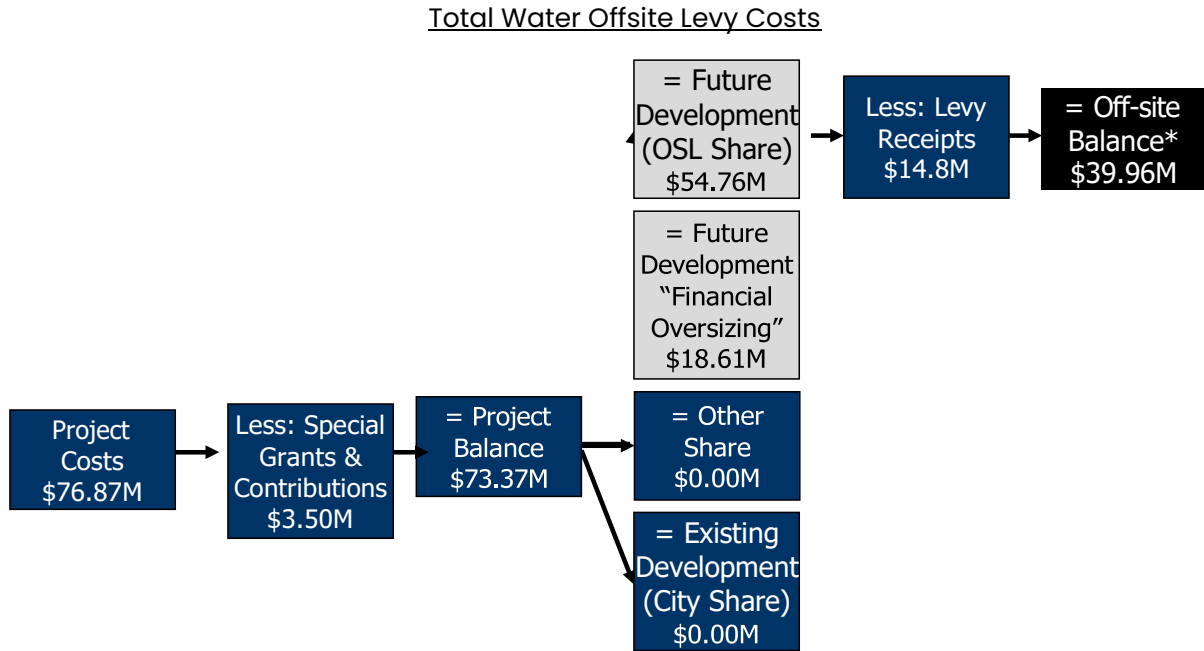 Total Water Offsite Levy Costs
Project
Costs
$76.87M
Less: Special
Grants &
Contributions
$3.50M
= Project
Balance
$73.37M
= Future
Development
(OSL Share)
$54.76M
Less: Levy
Receipts
$14.8M
= Off-site
Balance*
$39.96M
= Future
Development
“Financial
Oversizing”
$18.61M
= Other
Share
$0.00M
= Existing
Development
(City Share)
$0.00M